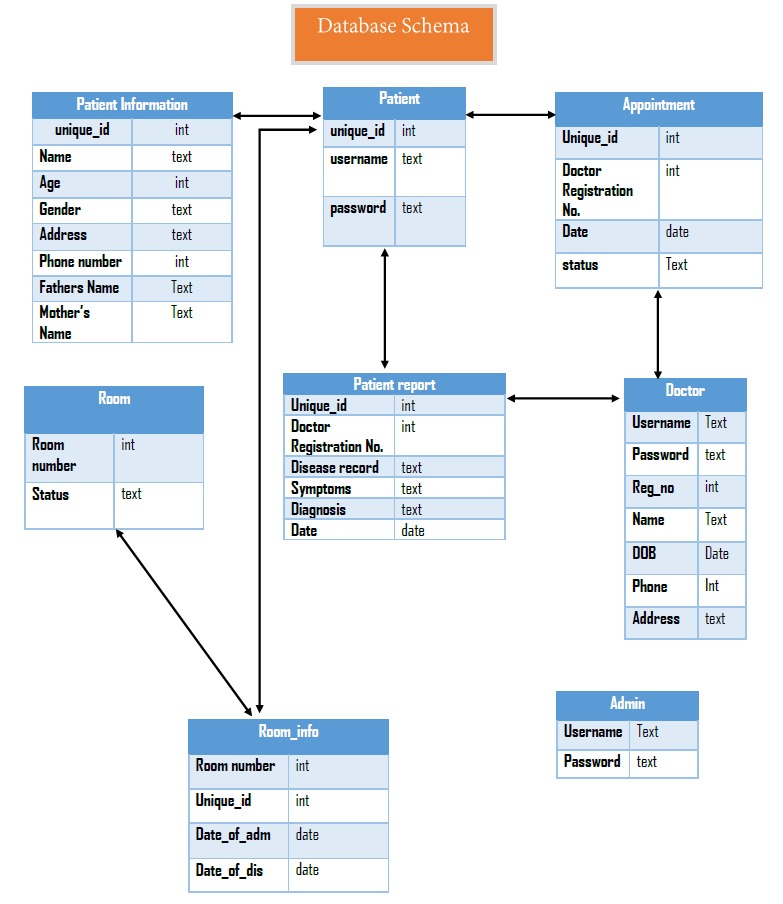 Database Schema
Patient Information
unique_id int
Name text
Age int
Gender text
Address text
Phone number int
Fathers Name Text
Mother's Text
Name
Patient
unique_id int
username text
password text
Appointment
Unique_id int
Doctor int
Registration
No.
Date date
status Text
Room
Room int
number
Status text
Patient report
Unique_id int
Doctor int
Registration No.
Disease record text
Symptoms text
Diagnosis text
Date date
Doctor
Username Text
Password text
Reg_no int
Name Text
DOB Date
Phone Int
Address text
Room_info
Room number int
Unique_id int
Date_of_adm date
Date_of_dis date
Admin
Username Text
Password text